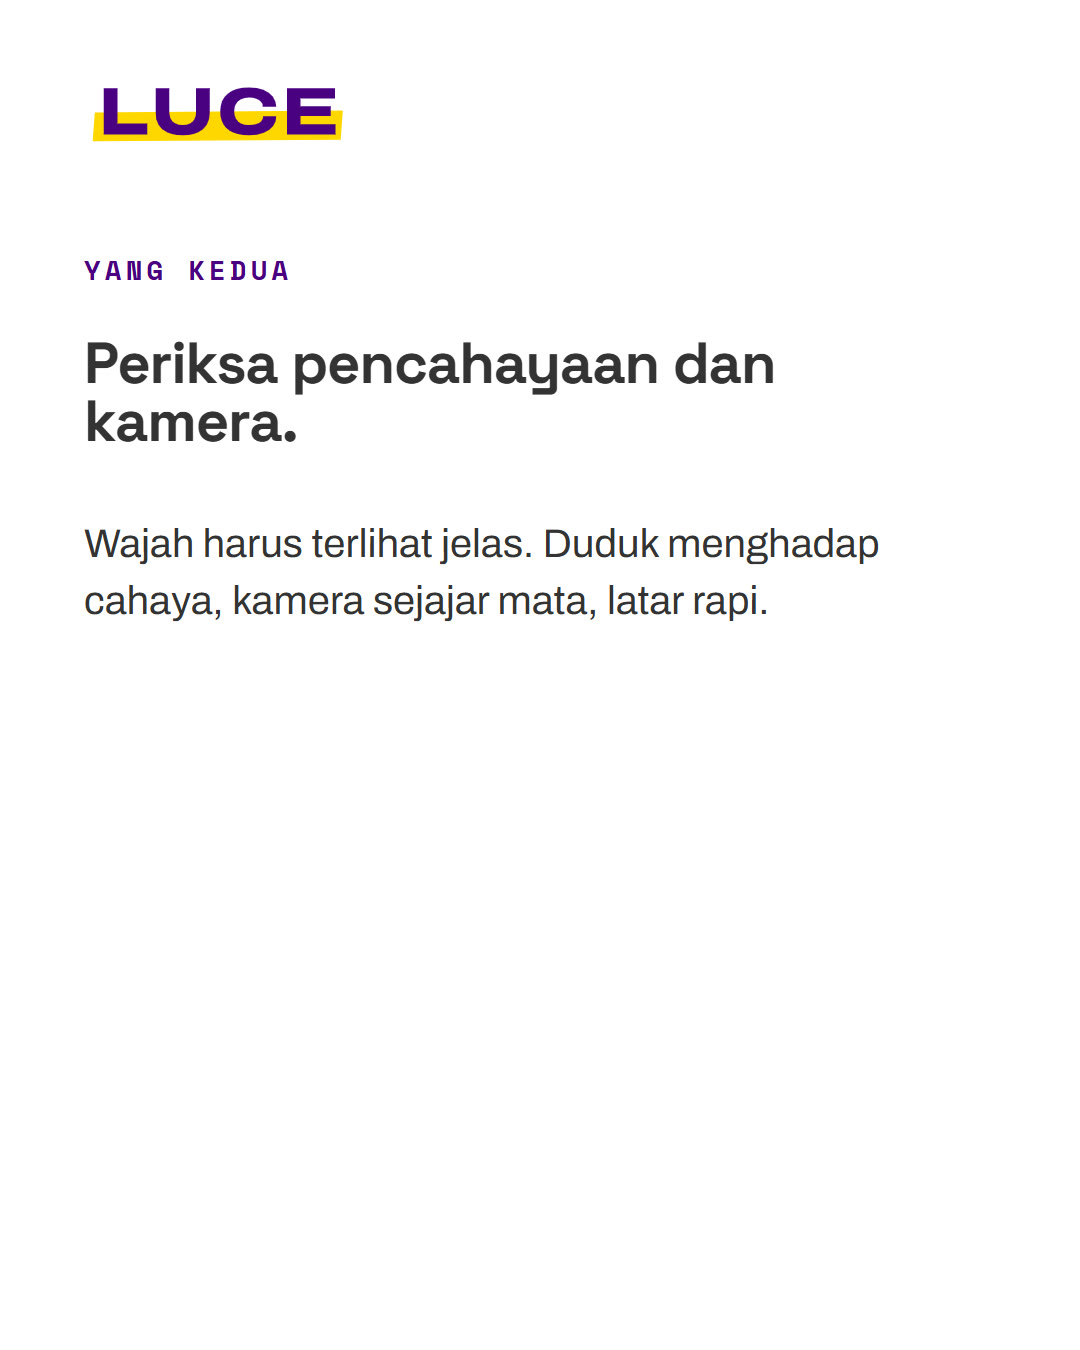 LUCE
YANG KEDUA
Periksa pencahayaan dan
kamera.
Wajah harus terlihat jelas. Duduk menghadap
cahaya, kamera sejajar mata, latar rapi.